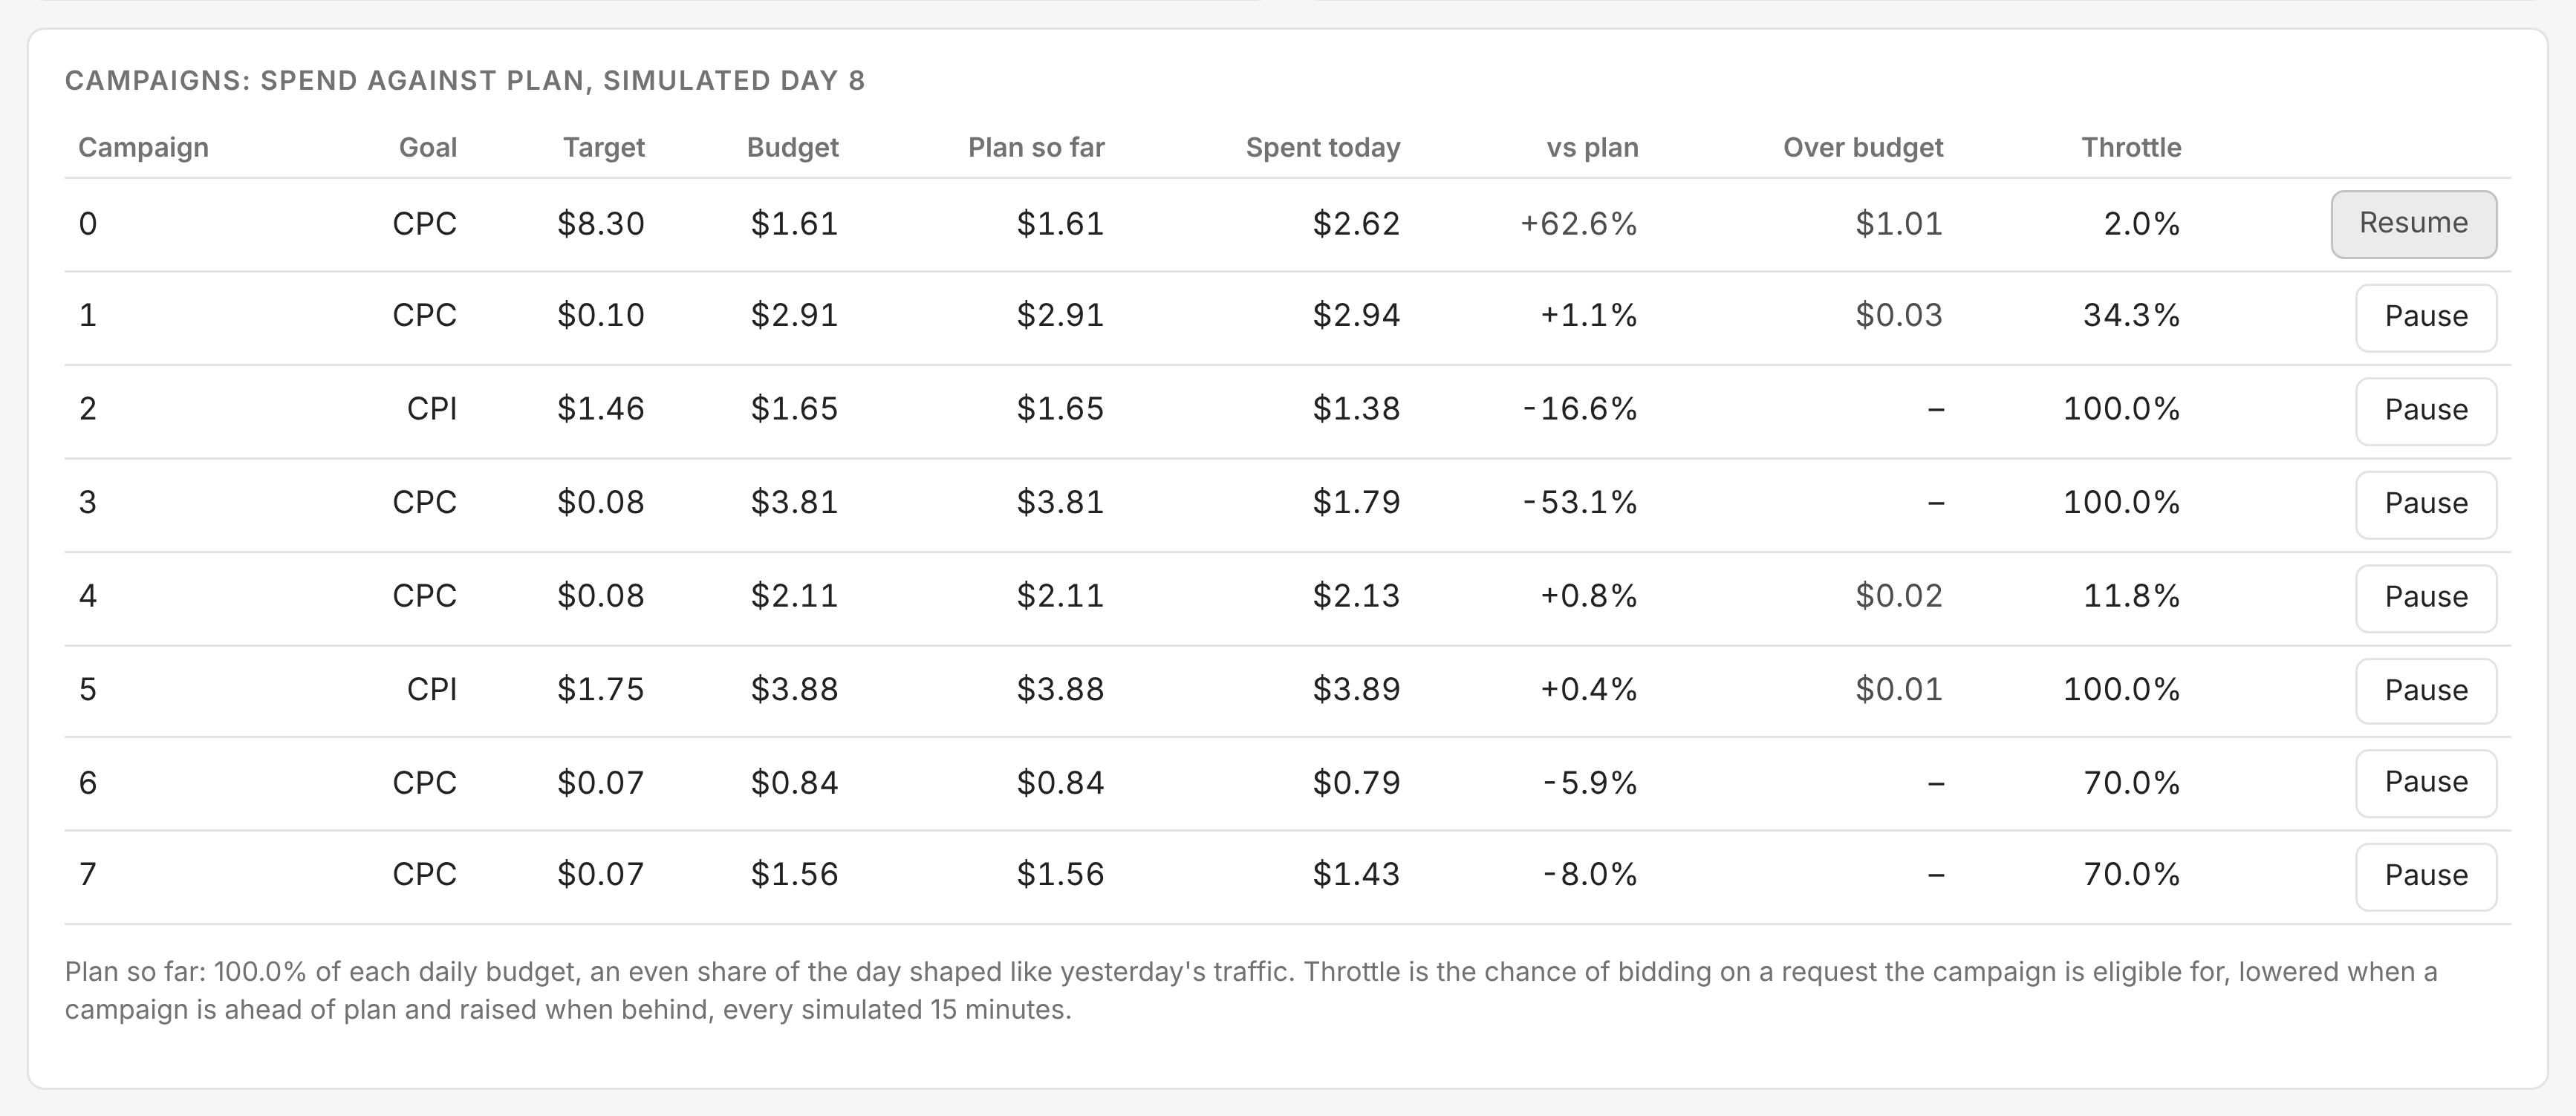 CAMPAIGNS: SPEND AGAINST PLAN, SIMULATED DAY 8
Campaign Goal Target Budget Plan so far Spent today vs plan Over budget Throttle
0 CPC $8.30 $1.61 $1.61 $2.62 +62.6% $1.01 2.0% Resume
1 CPC $0.10 $2.91 $2.91 $2.94 +1.1% $0.03 34.3% Pause
2 CPI $1.46 $1.65 $1.65 $1.38 -16.6% – 100.0% Pause
3 CPC $0.08 $3.81 $3.81 $1.79 -53.1% – 100.0% Pause
4 CPC $0.08 $2.11 $2.11 $2.13 +0.8% $0.02 11.8% Pause
5 CPI $1.75 $3.88 $3.88 $3.89 +0.4% $0.01 100.0% Pause
6 CPC $0.07 $0.84 $0.84 $0.79 -5.9% – 70.0% Pause
7 CPC $0.07 $1.56 $1.56 $1.43 -8.0% – 70.0% Pause
Plan so far: 100.0% of each daily budget, an even share of the day shaped like yesterday's traffic. Throttle is the chance of bidding on a request the campaign is eligible for, lowered when a
campaign is ahead of plan and raised when behind, every simulated 15 minutes.